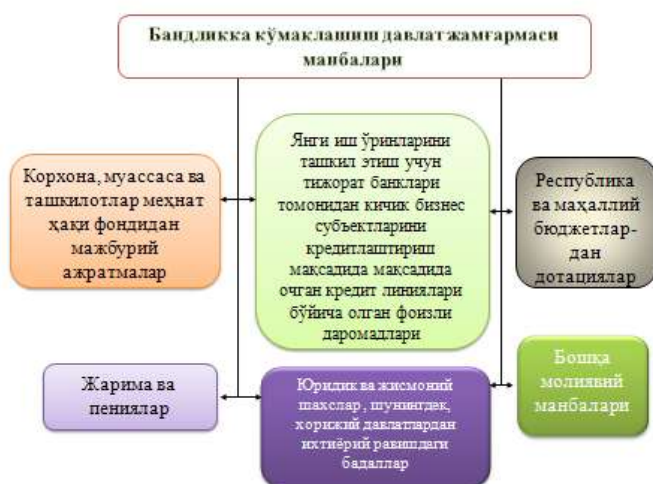 Бандликка кўмаклашиш давлат жамғармаси
манбалари
Корхона, муассаса ва
ташкилотлар меҳнат
ҳақи фондидан
мажбурий
ажратмалар
Янги иш ўринларини
ташкил этиш учун
тижорат банклари
томонидан кичик бизнес
субъектларини
кредитлаштириш
мақсадида мақсадида
очган кредит линиялари
бўйича олган фоизли
даромадлари
Республика
ва маҳаллий
бюджетлар-
дан
дотациялар
Жарима ва
пениялар
Юридик ва жисмоний
шахслар, шунингдек,
хорижий давлатлардан
ихтиёрий равишдаги
бадаллар
Бошқа
молиявий
манбалари